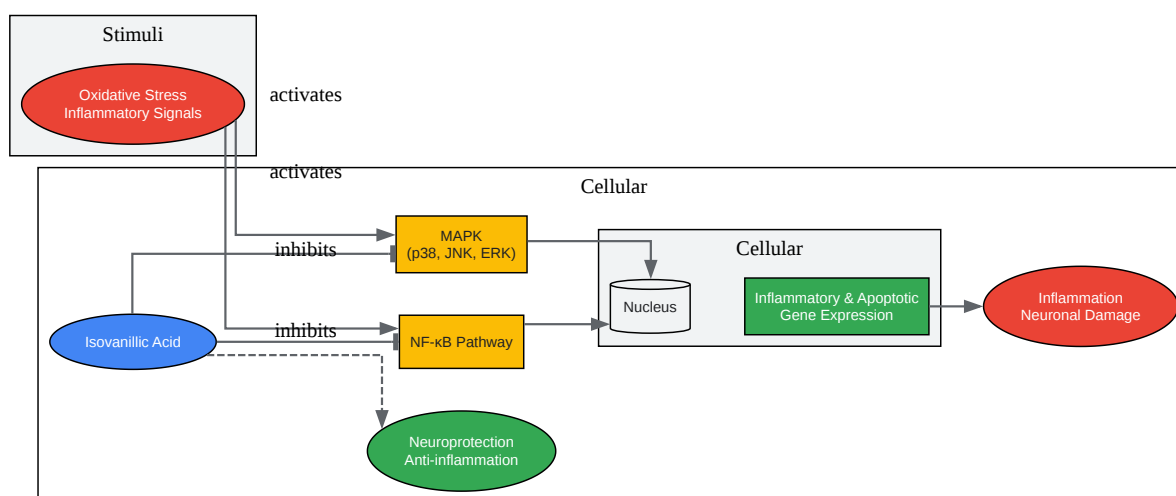 Stimuli
Oxidative Stress
Inflammatory Signals
activates
activates
Cellular
MAPK
(p38, JNK, ERK)
inhibits
Cellular
Nucleus
Inflammatory & Apoptotic
Gene Expression
Inflammation
Neuronal Damage
Isovanillic Acid
inhibits
NF-κB Pathway
Neuroprotection
Anti-inflammation